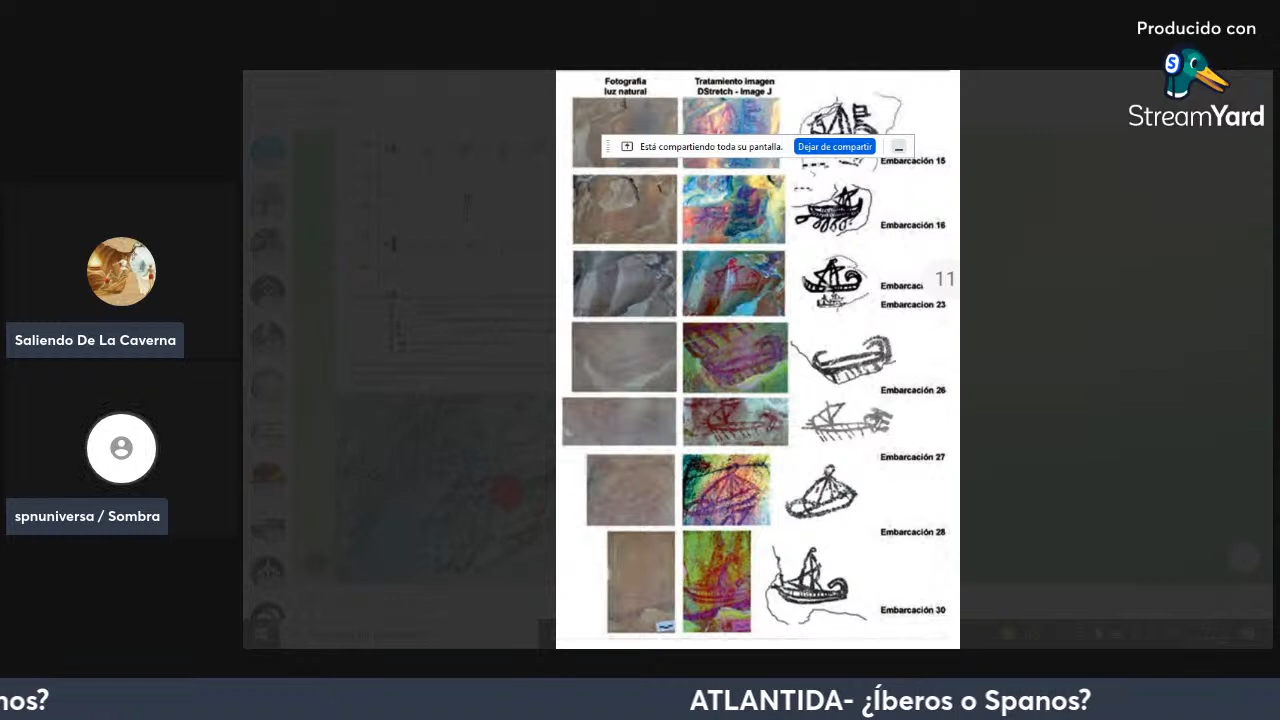 Producido con
StreamYard
Fotografía
luz natural
Tratamiento imagen
DStretch - Image J
Está compartiendo toda su pantalla.
Dejar de compartir
Embarcación 15
Embarcación 16
11
Embarcaci
Embarcacion 23
Embarcación 26
Embarcación 27
Embarcación 28
Embarcación 30
Saliendo De La Caverna
spnuniversa / Sombra
nos?
ATLANTIDA- ¿Íberos o Spanos?